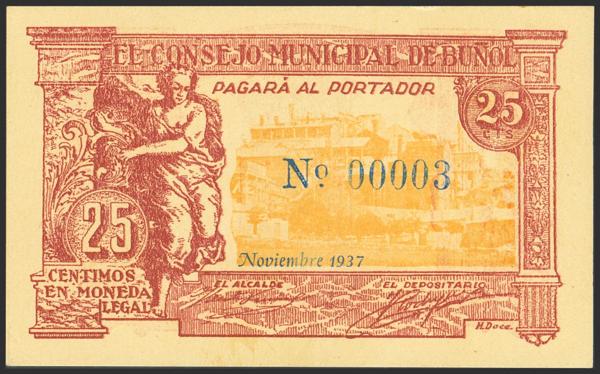 EL CONSEJO MUNICIPAL DE BUÑOL
PAGARÁ AL PORTADOR
25
CTS
Nº 00003
25
CENTIMOS
EN MONEDA
LEGAL
Noviembre 1937
EL ALCALDE
EL DEPOSITARIO
H. Doce.